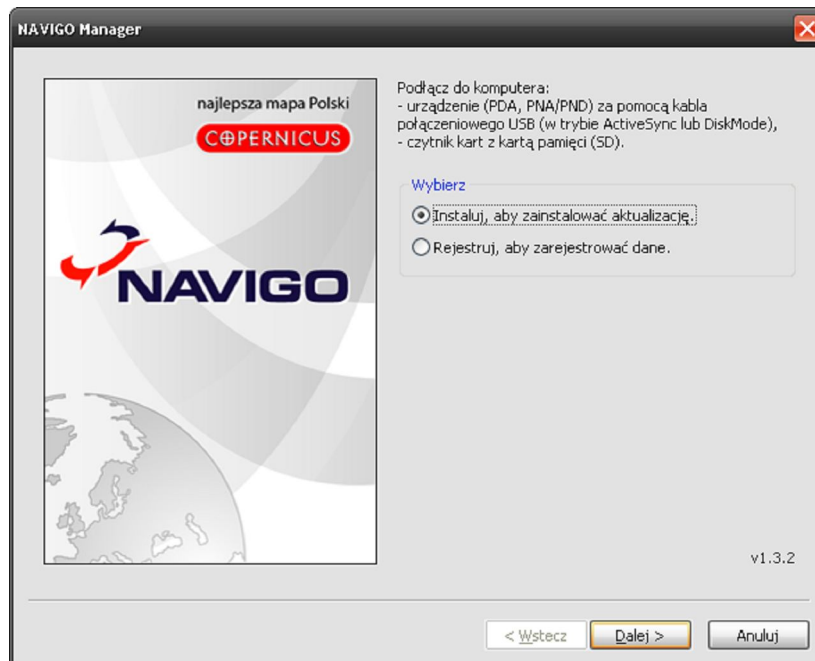 NAVIGO Manager
najlepsza mapa Polski
COPERNICUS
NAVIGO
Podłącz do komputera:
- urządzenie (PDA, PNA/PND) za pomocą kabla
połączeniowego USB (w trybie ActiveSync lub DiskMode),
- czytnik kart z kartą pamięci (SD).
Wybierz
Instaluj, aby zainstalować aktualizację.
Rejestruj, aby zarejestrować dane.
v1.3.2
< Wstecz
Dalej >
Anuluj